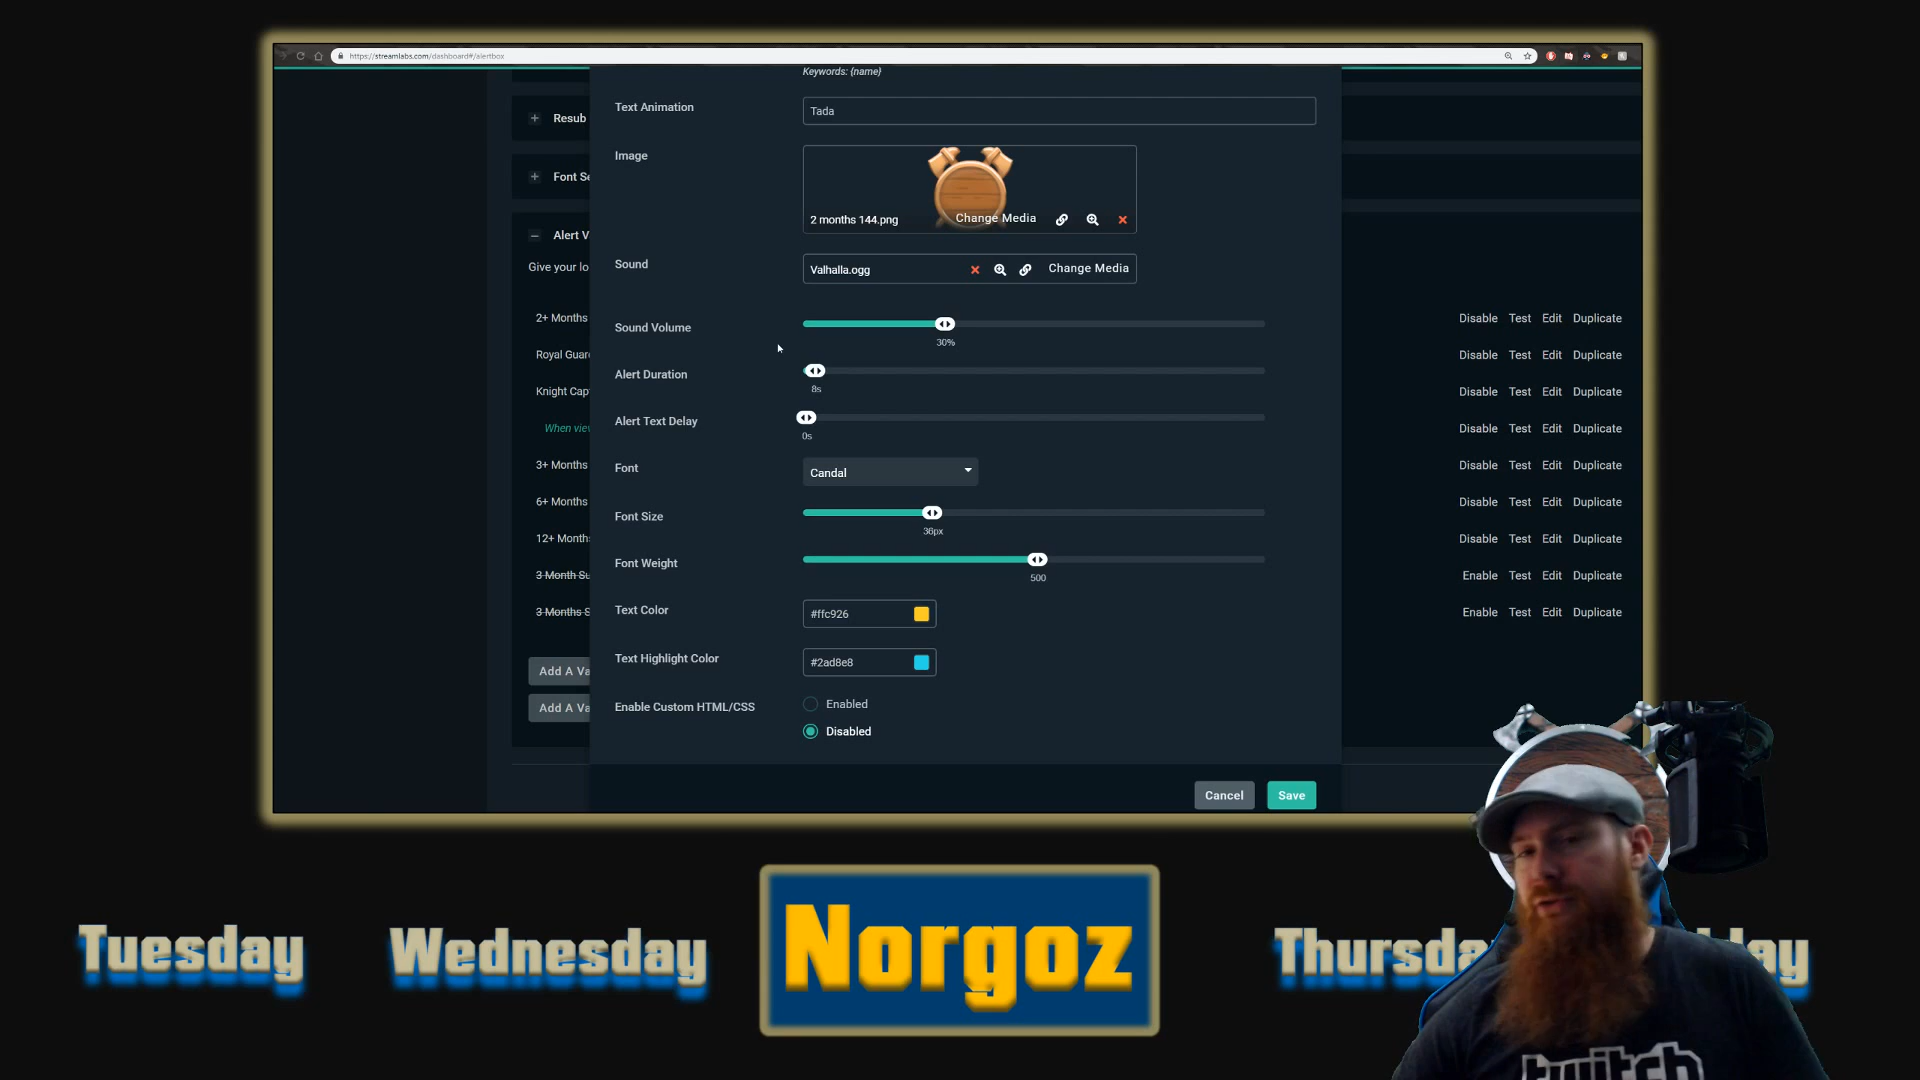 https://streamlabs.com/dashboard#/alertbox
Keywords: {name}
Text Animation
Tada
Resub
Image
2 months 144.png
Change Media
Font Se
Alert V
Give your lo
Sound
Valhalla.ogg
Change Media
2+ Months
Disable Test Edit Duplicate
Sound Volume
30%
Royal Guar
Disable Test Edit Duplicate
Alert Duration
8s
Knight Cap
Disable Test Edit Duplicate
Alert Text Delay
0s
When view
Disable Test Edit Duplicate
3+ Months
Disable Test Edit Duplicate
Font
Candal
6+ Months
Disable Test Edit Duplicate
Font Size
36px
12+ Month
Disable Test Edit Duplicate
Font Weight
500
3 Month Su
Enable Test Edit Duplicate
Text Color
#ffc926
3 Months S
Enable Test Edit Duplicate
Text Highlight Color
#2ad8e8
Add A Va
Enable Custom HTML/CSS
Enabled
Disabled
Add A Va
Cancel
Save
Tuesday
Wednesday
Norgoz
Thursda
day
twitch